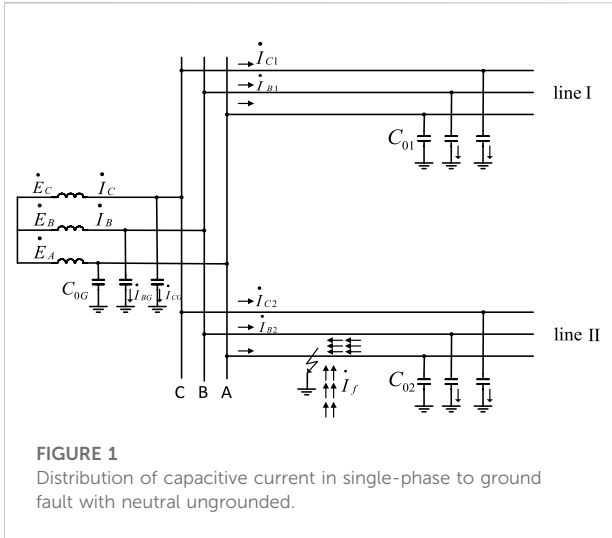 İC1
İB1
line I
C01
ĖC İC
ĖB İB
ĖA
C0G İBG İCG
İC2
İB2
line II
İf
C02
C B A
FIGURE 1
Distribution of capacitive current in single-phase to ground
fault with neutral ungrounded.